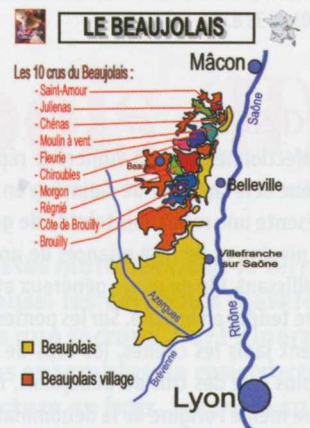 LE BEAUJOLAIS
Mâcon
Les 10 crus du Beaujolais :
- Saint-Amour
- Julienas
- Chénas
- Moulin à vent
- Fleurie
- Chiroubles
- Morgon
- Régnié
- Côte de Brouilly
- Brouilly
Saône
Belleville
Villefranche
sur Saône
Azergues
Brévenne
Rhône
Beaujolais
Beaujolais village
Lyon